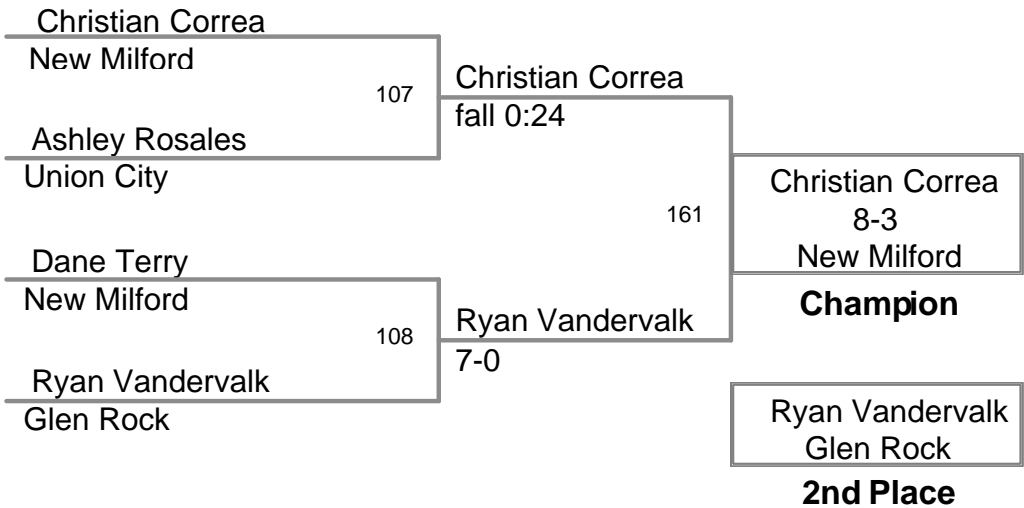 Christian Correa
New Milford
107
Ashley Rosales
Union City
Christian Correa
fall 0:24
161
Dane Terry
New Milford
108
Ryan Vandervalk
Glen Rock
Ryan Vandervalk
7-0
Christian Correa
8-3
New Milford
Champion
Ryan Vandervalk
Glen Rock
2nd Place